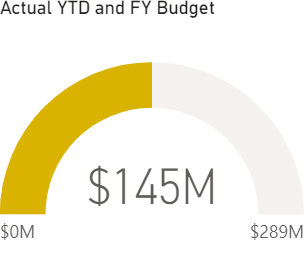 Actual YTD and FY Budget
$145M
$0M
$289M